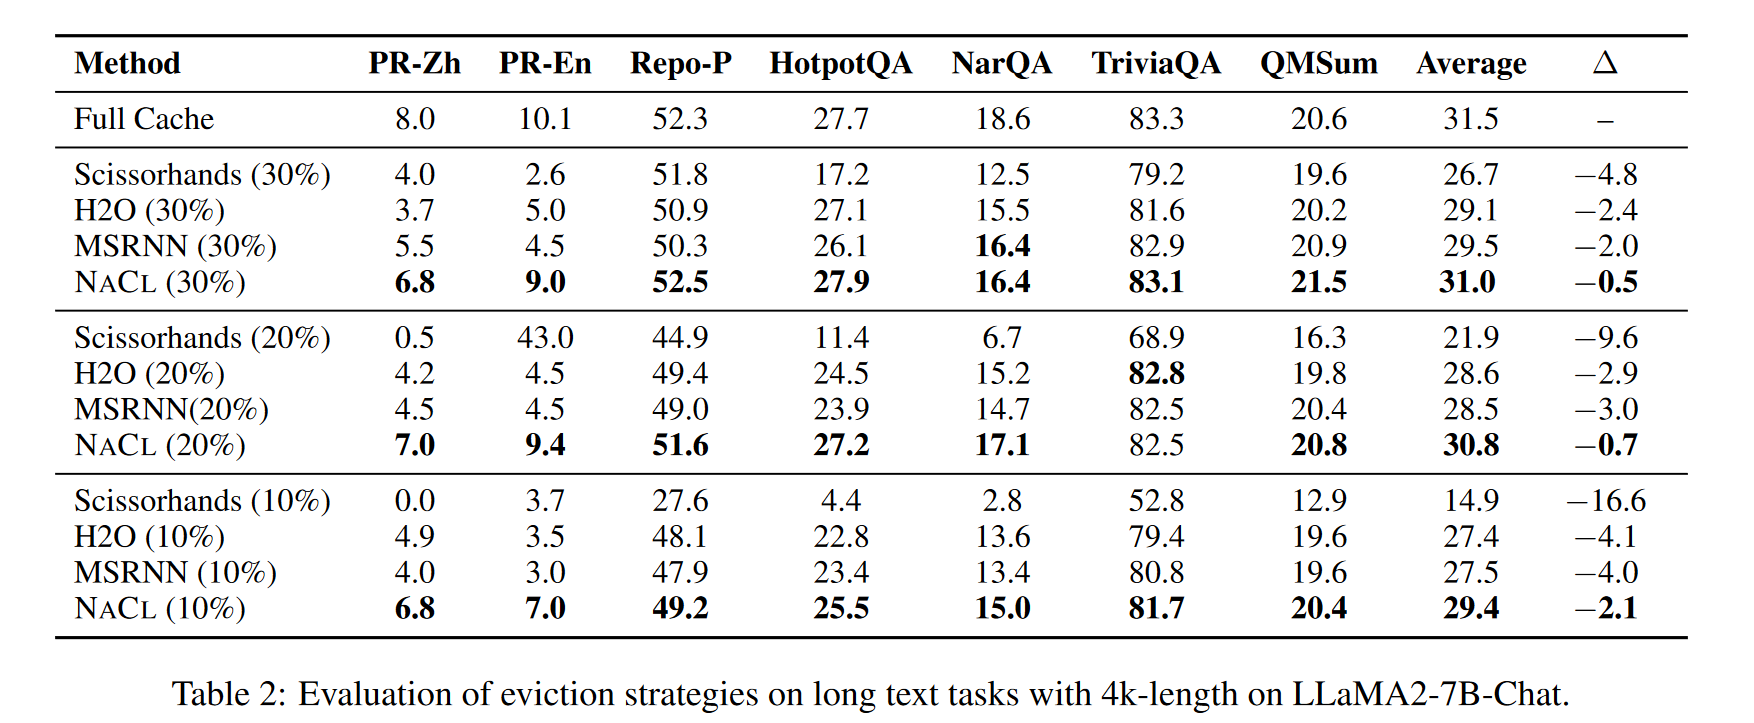 Method PR-Zh PR-En Repo-P HotpotQA NarQA TriviaQA QMSum Average △
Full Cache 8.0 10.1 52.3 27.7 18.6 83.3 20.6 31.5 –
Scissorhands (30%) 4.0 2.6 51.8 17.2 12.5 79.2 19.6 26.7 −4.8
H2O (30%) 3.7 5.0 50.9 27.1 15.5 81.6 20.2 29.1 −2.4
MSRNN (30%) 5.5 4.5 50.3 26.1 16.4 82.9 20.9 29.5 −2.0
NACL (30%) 6.8 9.0 52.5 27.9 16.4 83.1 21.5 31.0 −0.5
Scissorhands (20%) 0.5 43.0 44.9 11.4 6.7 68.9 16.3 21.9 −9.6
H2O (20%) 4.2 4.5 49.4 24.5 15.2 82.8 19.8 28.6 −2.9
MSRNN(20%) 4.5 4.5 49.0 23.9 14.7 82.5 20.4 28.5 −3.0
NACL (20%) 7.0 9.4 51.6 27.2 17.1 82.5 20.8 30.8 −0.7
Scissorhands (10%) 0.0 3.7 27.6 4.4 2.8 52.8 12.9 14.9 −16.6
H2O (10%) 4.9 3.5 48.1 22.8 13.6 79.4 19.6 27.4 −4.1
MSRNN (10%) 4.0 3.0 47.9 23.4 13.4 80.8 19.6 27.5 −4.0
NACL (10%) 6.8 7.0 49.2 25.5 15.0 81.7 20.4 29.4 −2.1
Table 2: Evaluation of eviction strategies on long text tasks with 4k-length on LLaMA2-7B-Chat.